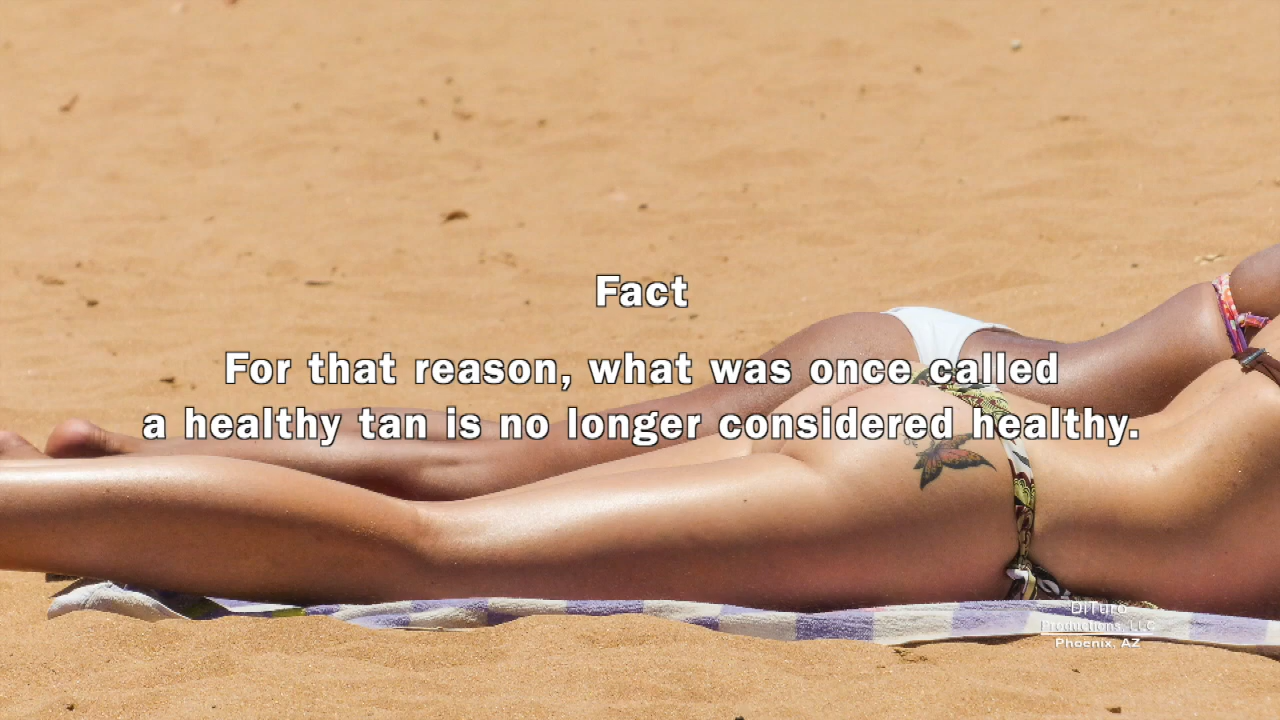 Fact
For that reason, what was once called
a healthy tan is no longer considered healthy.
DiTuro
Productions, LLC
Phoenix, AZ